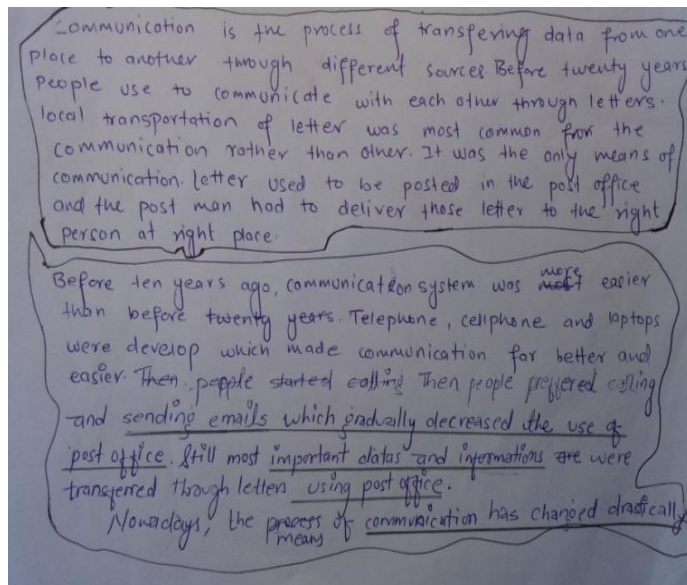 Communication is the process of transfering data from one
place to another through different sources. Before twenty years
people use to communicate with each other through letters.
local transportation of letter was most common from the
communication rather than other. It was the only means of
communication. Letter used to be posted in the post office
and the post man had to deliver those letter to the right
person at right place.
Before ten years ago, communication system was more easier
than before twenty years. Telephone, cellphone and laptops
were develop which made communication far better and
easier. Then people started calling Then people preffered calling
and sending emails which gradually decreased the use of
post office. Still most important datas and informations are were
transferred through letters using post office.
Nowadays, the process of communication has changed drastically
means